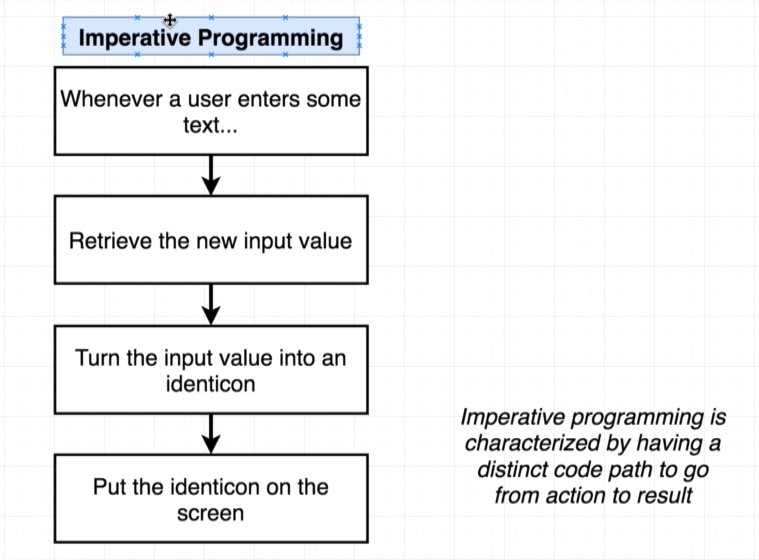 Imperative Programming
Whenever a user enters some
text...
Retrieve the new input value
Turn the input value into an
identicon
Put the identicon on the
screen
Imperative programming is
characterized by having a
distinct code path to go
from action to result